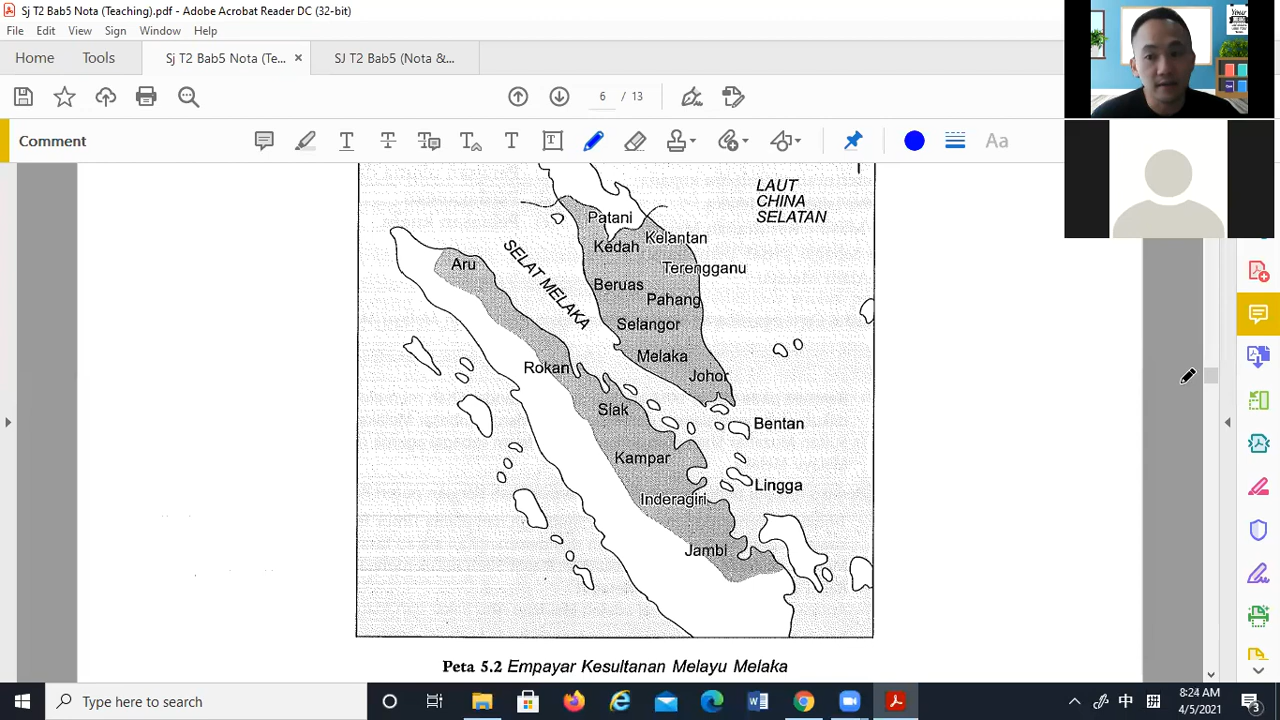 Sj T2 Bab5 Nota (Teaching).pdf - Adobe Acrobat Reader DC (32-bit)
File Edit View Sign Window Help
Home Tools Sj T2 Bab5 Nota (Te... × SJ T2 Bab5 (Nota &...
6 / 13
Comment
T T T T T T Aa
LAUT
CHINA
SELATAN
Patani
Kelantan
Kedah
SELAT MELAKA
Aru
Terengganu
Beruas
Pahang
Selangor
Melaka
Rokan
Johor
Siak
Bentan
Kampar
Lingga
Inderagiri
Jambi
Peta 5.2 Empayar Kesultanan Melayu Melaka
Type here to search
中
拼
8:24 AM
4/5/2021
3